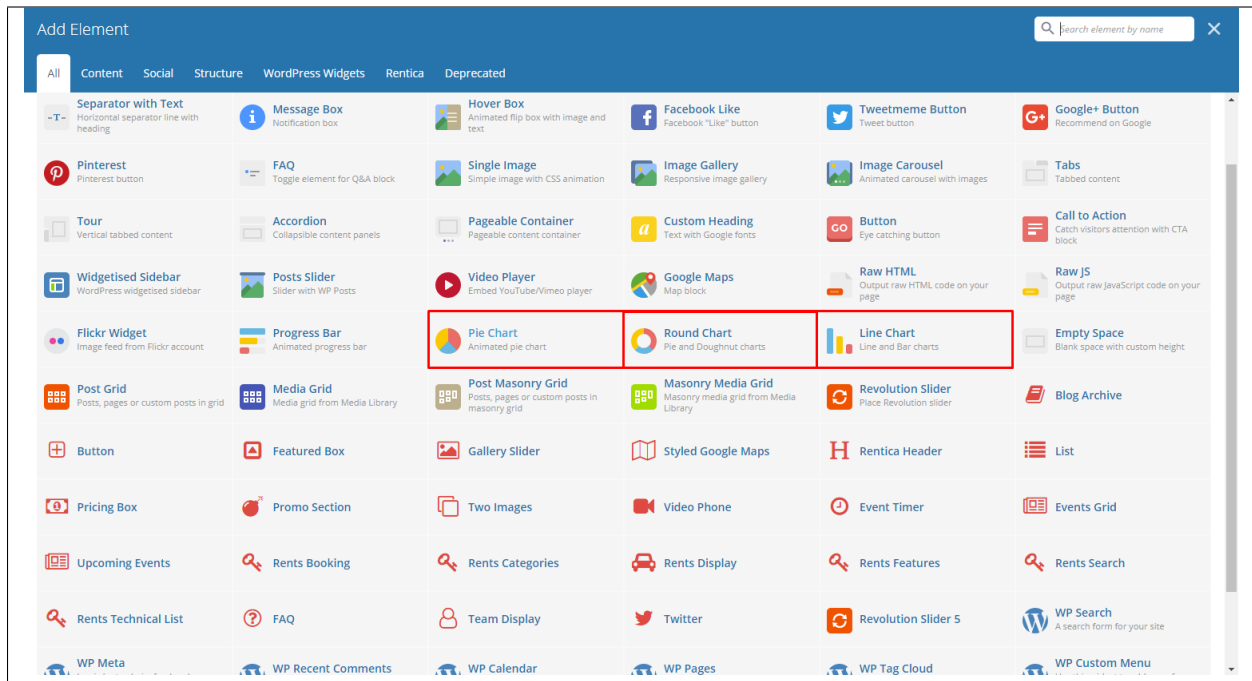 Add Element
Search element by name
All Content Social Structure WordPress Widgets Rentica Deprecated
Separator with Text
Horizontal separator line with
heading
Message Box
Notification box
Hover Box
Animated flip box with image and
text
Facebook Like
Facebook "Like" button
Tweetmeme Button
Tweet button
Google+ Button
Recommend on Google
Pinterest
Pinterest button
FAQ
Toggle element for Q&A block
Single Image
Simple image with CSS animation
Image Gallery
Responsive image gallery
Image Carousel
Animated carousel with images
Tabs
Tabbed content
Tour
Vertical tabbed content
Accordion
Collapsible content panels
Pageable Container
Pageable content container
Custom Heading
Text with Google fonts
GO
Button
Eye catching button
Call to Action
Catch visitors attention with CTA
block
Widgetised Sidebar
WordPress widgetised sidebar
Posts Slider
Slider with WP Posts
Video Player
Embed YouTube/Vimeo player
Google Maps
Map block
Raw HTML
Output raw HTML code on your
page
Raw JS
Output raw JavaScript code on your
page
Flickr Widget
Image feed from Flickr account
Progress Bar
Animated progress bar
Pie Chart
Animated pie chart
Round Chart
Pie and Doughnut charts
Line Chart
Line and Bar charts
Empty Space
Blank space with custom height
Post Grid
Posts, pages or custom posts in grid
Media Grid
Media grid from Media Library
Post Masonry Grid
Posts, pages or custom posts in
masonry grid
Masonry Media Grid
Masonry media grid from Media
Library
Revolution Slider
Place Revolution slider
Blog Archive
Button
Featured Box
Gallery Slider
Styled Google Maps
H Rentica Header
List
Pricing Box
Promo Section
Two Images
Video Phone
Event Timer
Events Grid
Upcoming Events
Rents Booking
Rents Categories
Rents Display
Rents Features
Rents Search
Rents Technical List
FAQ
Team Display
Twitter
Revolution Slider 5
WP Search
A search form for your site
WP Meta
WP Recent Comments
WP Calendar
WP Pages
WP Tag Cloud
WP Custom Menu